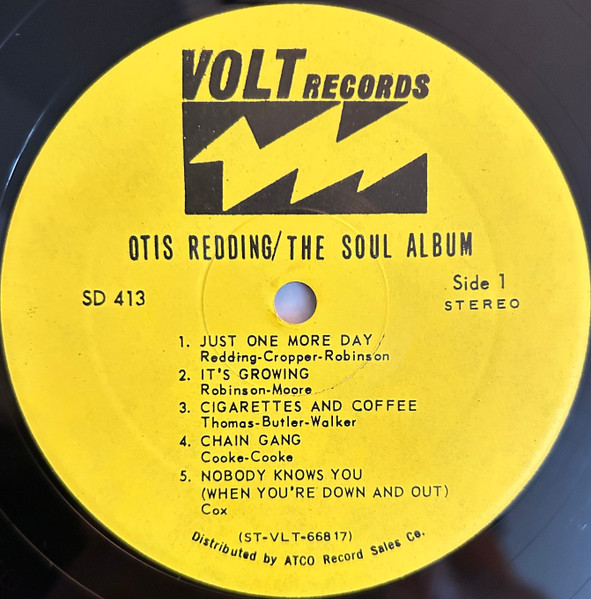 VOLT RECORDS
OTIS REDDING/THE SOUL ALBUM
SD 413
Side 1
STEREO
1. JUST ONE MORE DAY
Redding-Cropper-Robinson
2. IT'S GROWING
Robinson-Moore
3. CIGARETTES AND COFFEE
Thomas-Butler-Walker
4. CHAIN GANG
Cooke-Cooke
5. NOBODY KNOWS YOU
(WHEN YOU'RE DOWN AND OUT)
Cox
(ST-VLT-66817)
Distributed by ATCO Record Sales Co.